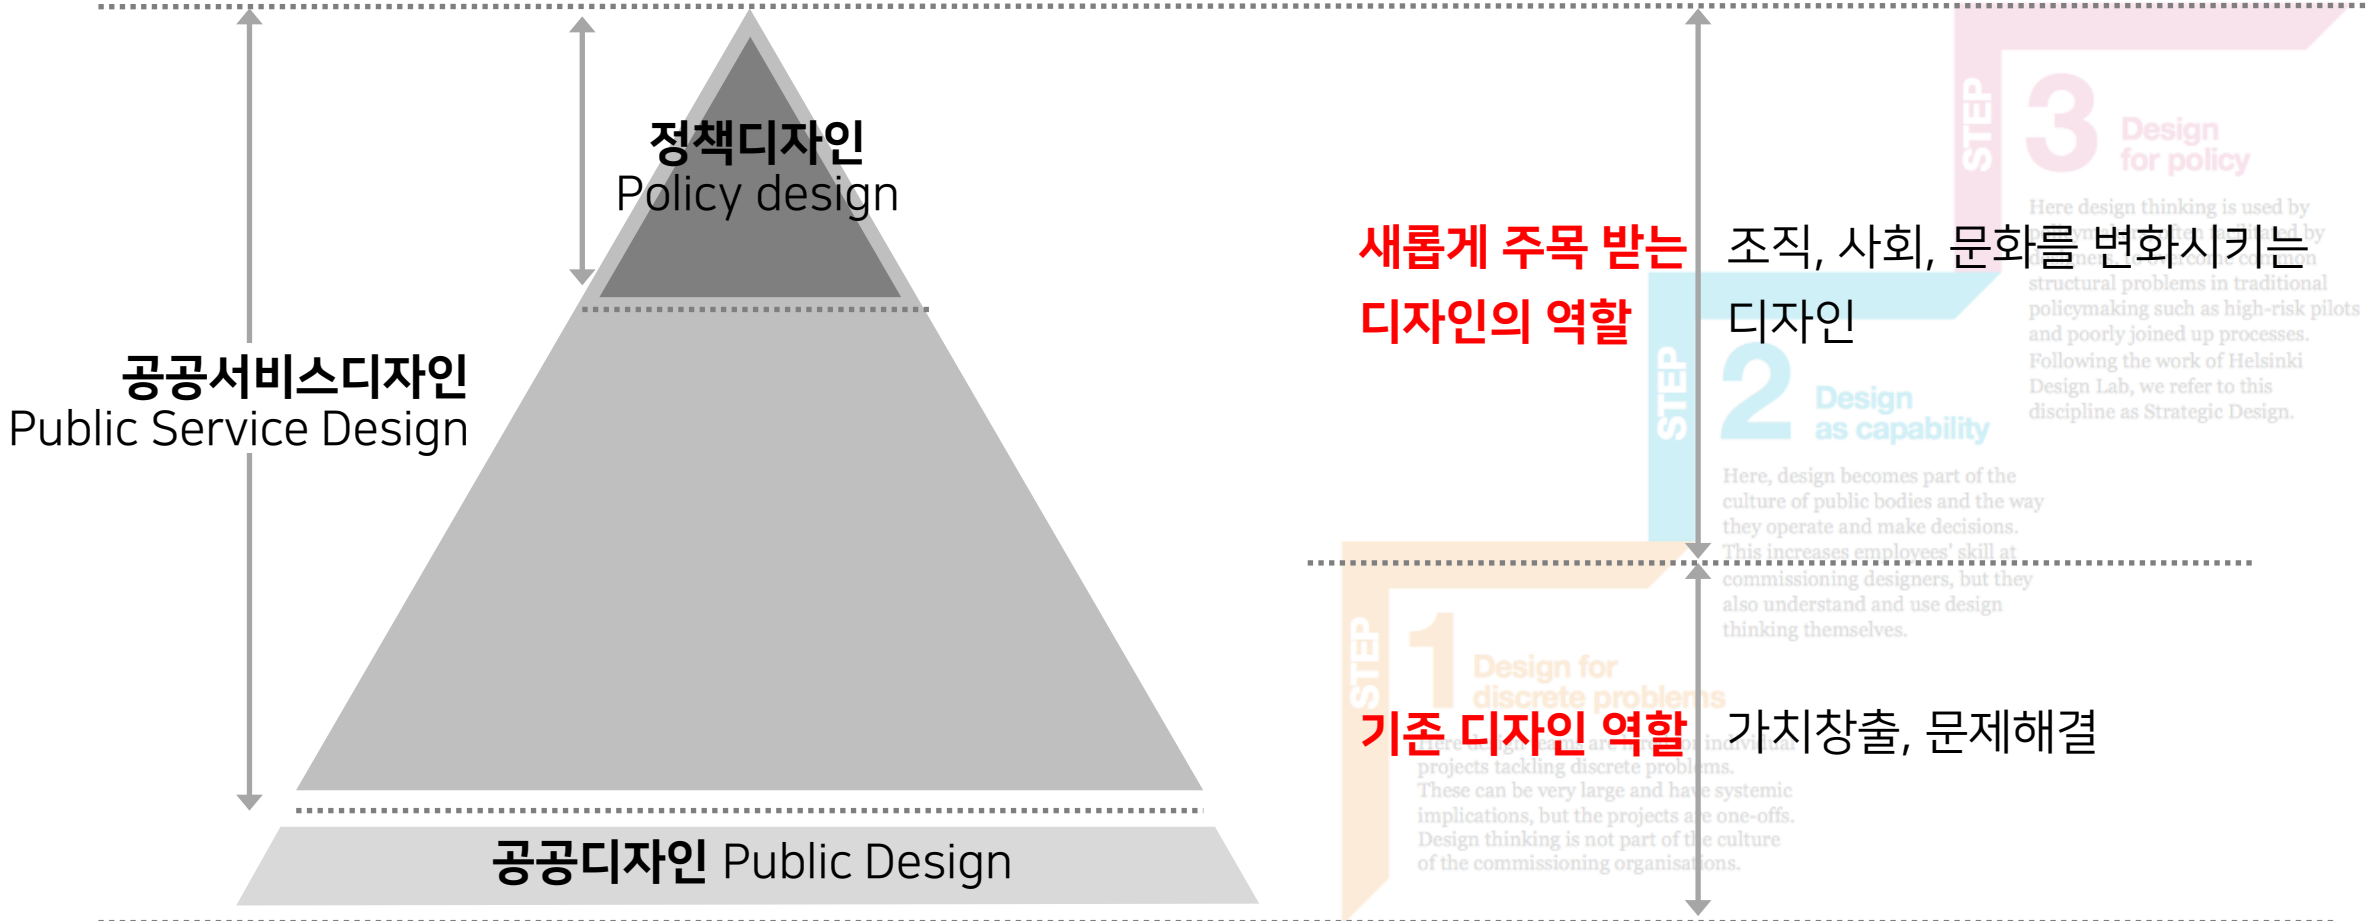 정책디자인
Policy design
공공서비스디자인
Public Service Design
공공디자인 Public Design
새롭게 주목 받는
디자인의 역할
조직, 사회, 문화를 변화시키는
디자인
기존 디자인 역할
가치창출, 문제해결
STEP
3
Design
for policy
Here design thinking is used by
by
common
structural problems in traditional
policymaking such as high-risk pilots
and poorly joined up processes.
Following the work of Helsinki
Design Lab, we refer to this
discipline as Strategic Design.
STEP
2
Design
as capability
Here, design becomes part of the
culture of public bodies and the way
they operate and make decisions.
This increases employees' skill at
commissioning designers, but they
also understand and use design
thinking themselves.
STEP
1
Design for
discrete problems
Here design teams are individual
projects tackling discrete problems.
These can be very large and have systemic
implications, but the projects are one-offs.
Design thinking is not part of the culture
of the commissioning organisations.